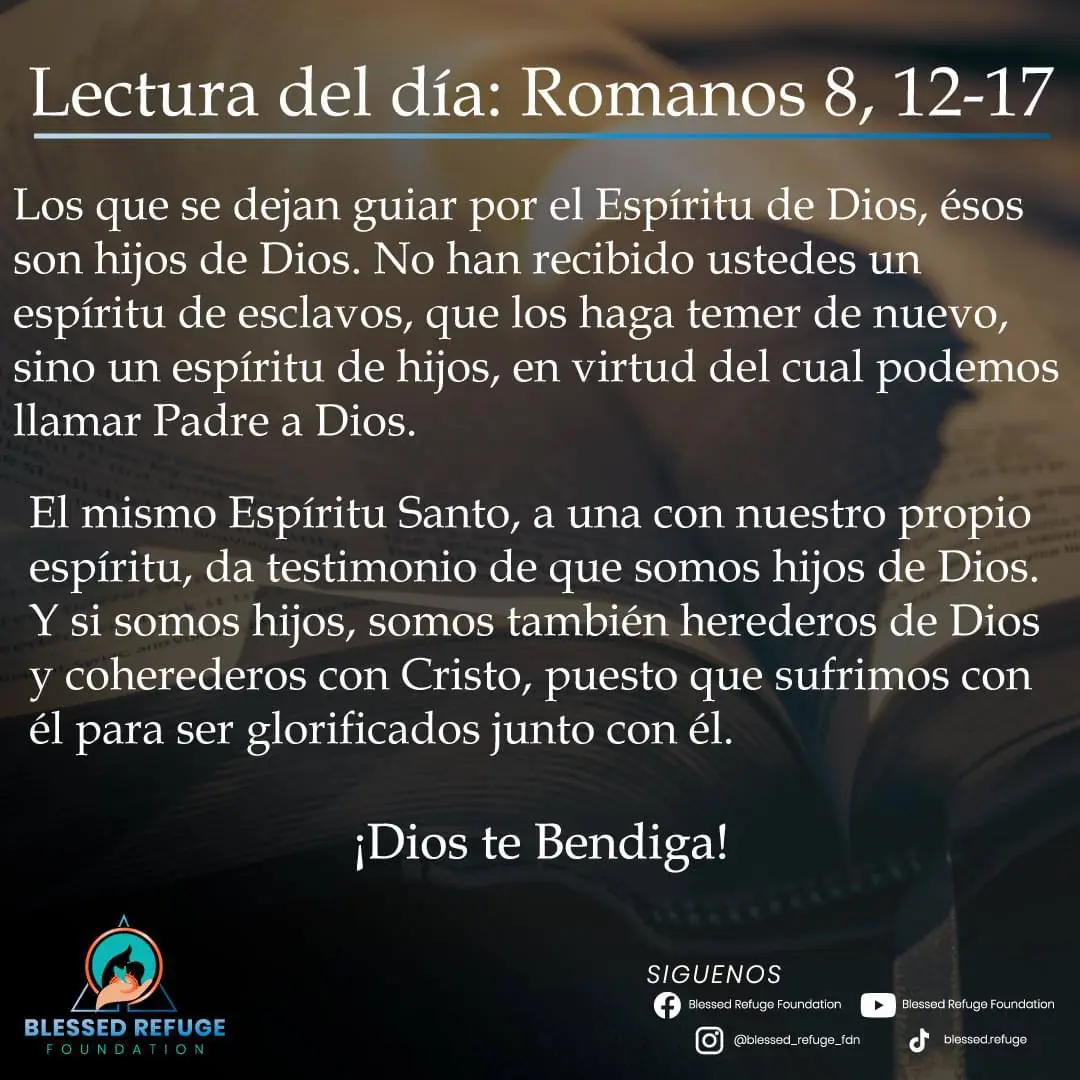 Lectura del día: Romanos 8, 12-17
Los que se dejan guiar por el Espíritu de Dios, ésos
son hijos de Dios. No han recibido ustedes un
espíritu de esclavos, que los haga temer de nuevo,
sino un espíritu de hijos, en virtud del cual podemos
llamar Padre a Dios.
El mismo Espíritu Santo, a una con nuestro propio
espíritu, da testimonio de que somos hijos de Dios.
Y si somos hijos, somos también herederos de Dios
y coherederos con Cristo, puesto que sufrimos con
él para ser glorificados junto con él.
¡Dios te Bendiga!
BLESSED REFUGE
FOUNDATION
SIGUENOS
Blessed Refuge Foundation
Blessed Refuge Foundation
@blessed_refuge_fdn
blessed.refuge